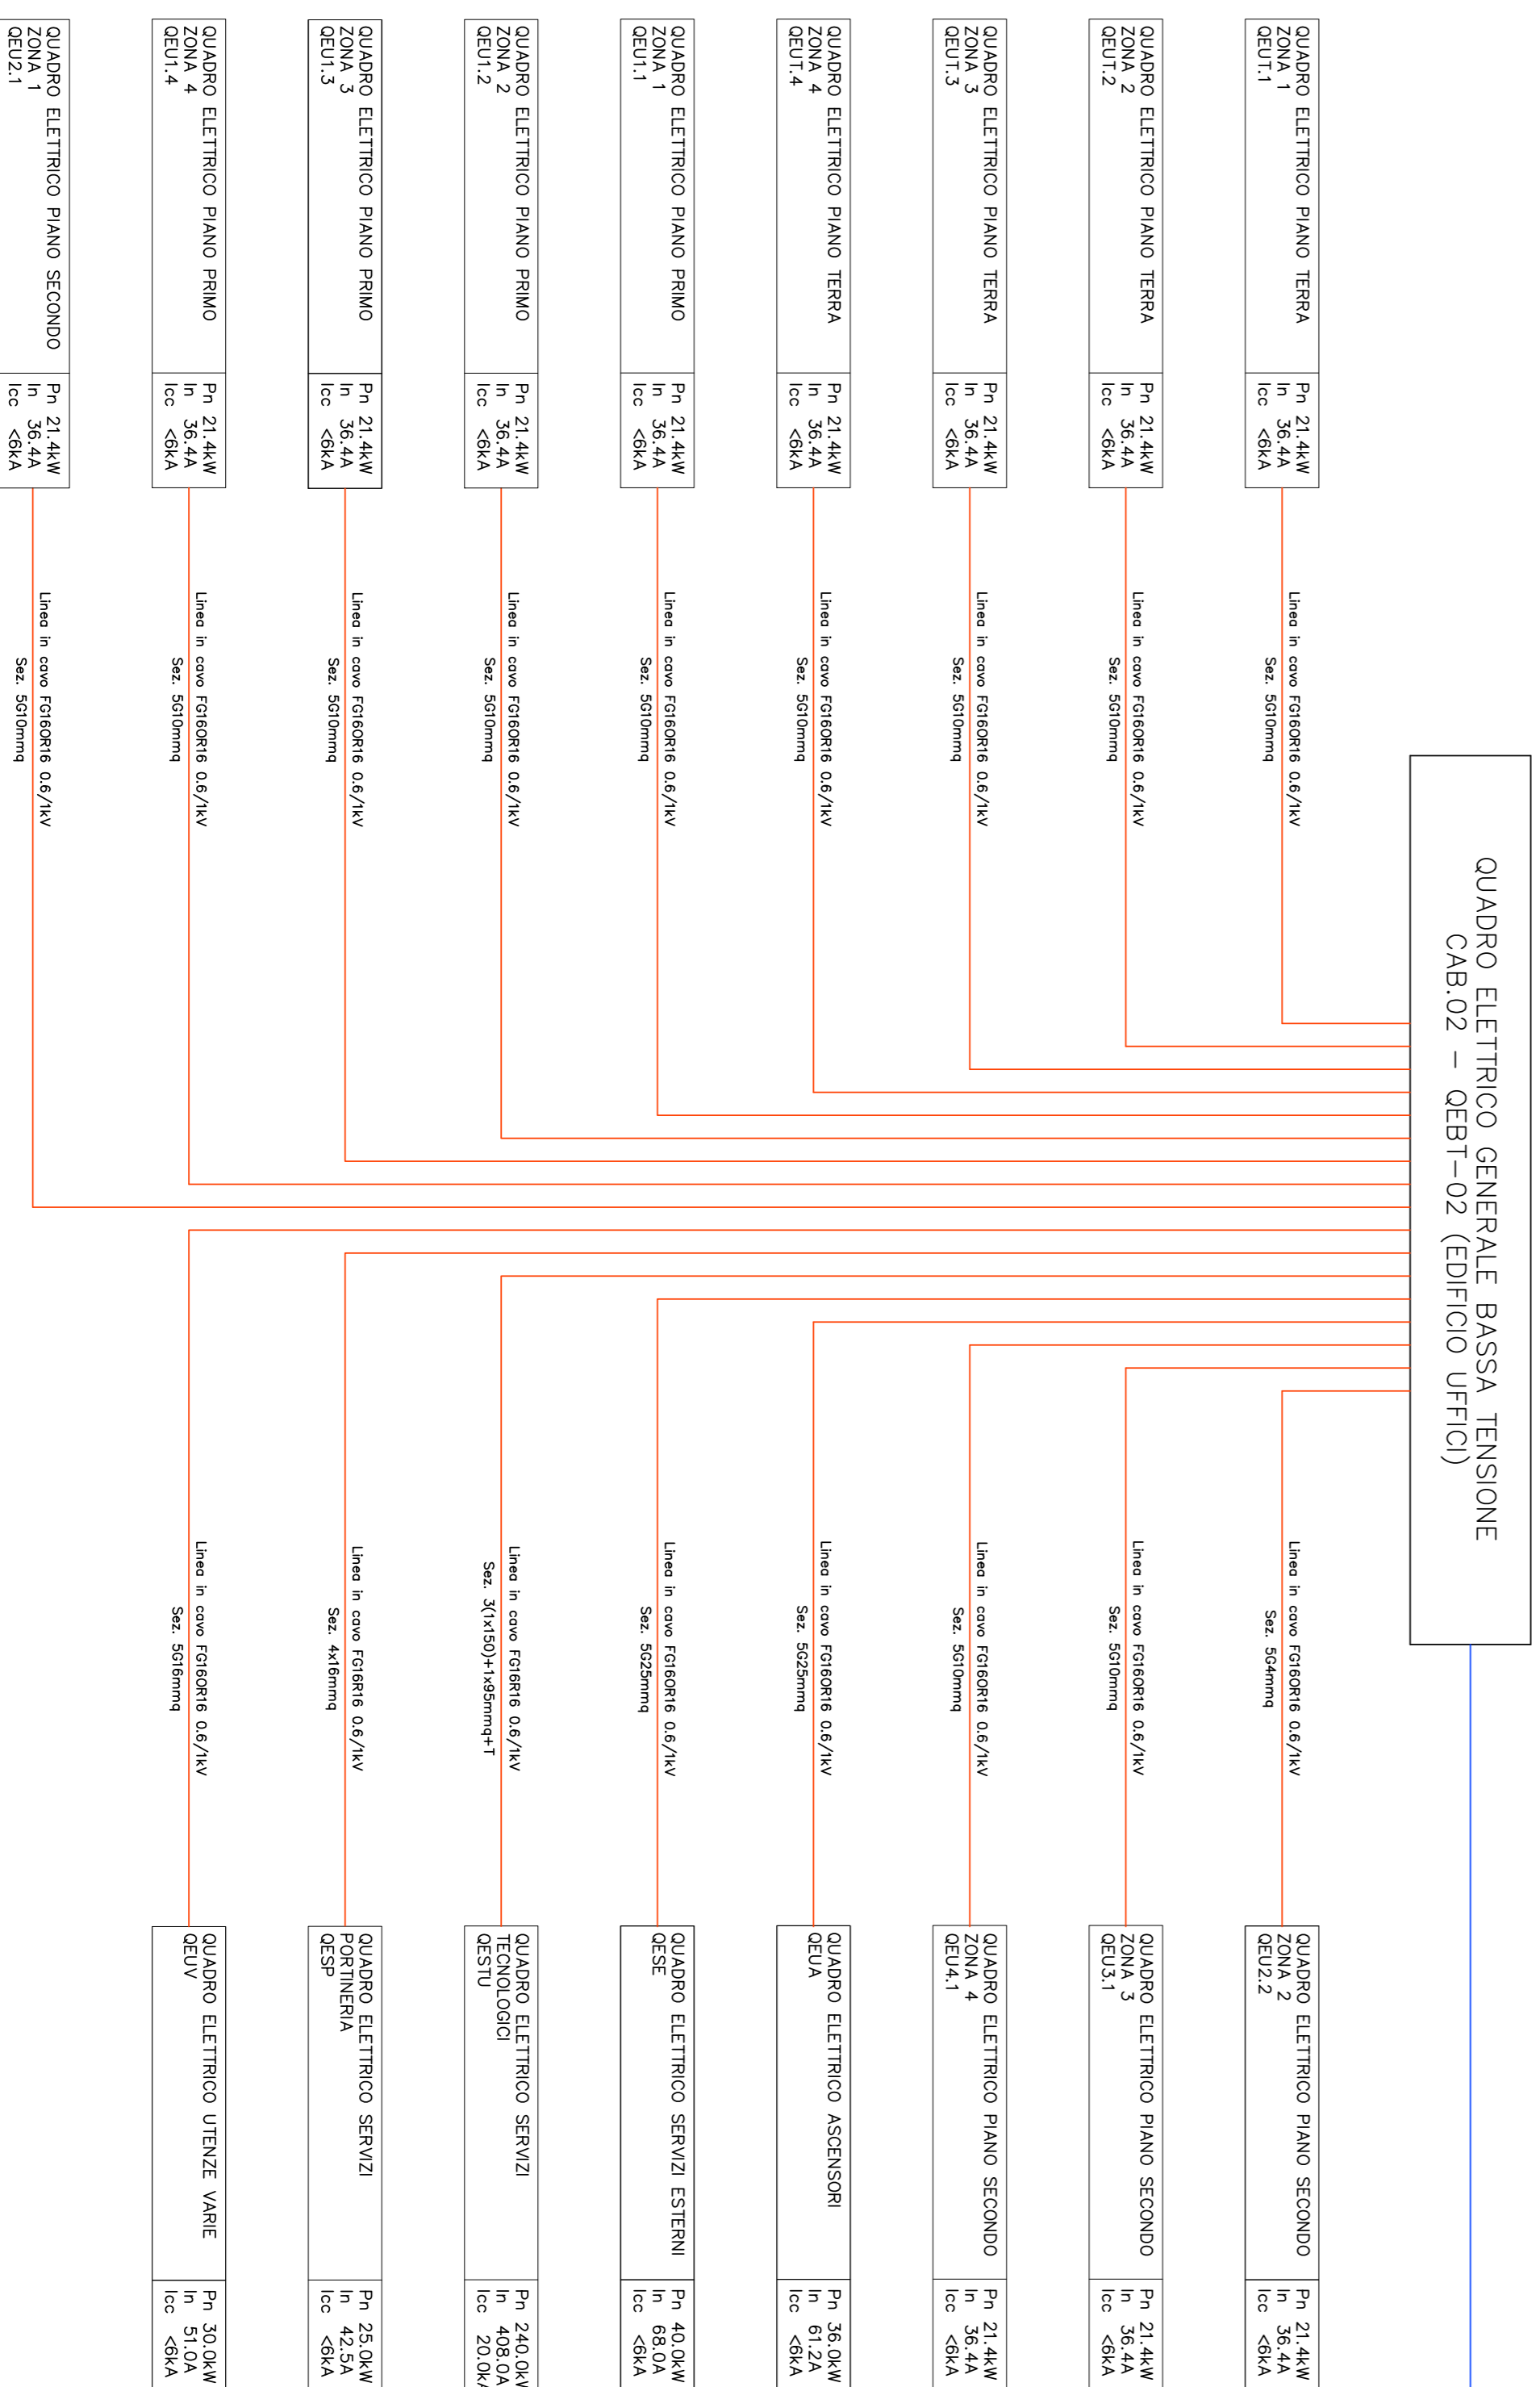 QUADRO ELETTRICO GENERALE BASSA TENSIONE
CAB.02 - QEBT-02 (EDIFICIO UFFICI)
QUADRO ELETTRICO PIANO TERRA
ZONA 1
QEUT.1
Pn 21.4kW
In 36.4A
Icc <6kA
Linea in cavo FG16OR16 0.6/1kV
Sez. 5G10mmq
Linea in cavo FG16OR16 0.6/1kV
Sez. 5G4mmq
QUADRO ELETTRICO PIANO SECONDO
ZONA 2
QEU2.2
Pn 21.4kW
In 36.4A
Icc <6kA
QUADRO ELETTRICO PIANO TERRA
ZONA 2
QEUT.2
Pn 21.4kW
In 36.4A
Icc <6kA
Linea in cavo FG16OR16 0.6/1kV
Sez. 5G10mmq
Linea in cavo FG16OR16 0.6/1kV
Sez. 5G10mmq
QUADRO ELETTRICO PIANO SECONDO
ZONA 3
QEU3.1
Pn 21.4kW
In 36.4A
Icc <6kA
QUADRO ELETTRICO PIANO TERRA
ZONA 3
QEUT.3
Pn 21.4kW
In 36.4A
Icc <6kA
Linea in cavo FG16OR16 0.6/1kV
Sez. 5G10mmq
Linea in cavo FG16OR16 0.6/1kV
Sez. 5G10mmq
QUADRO ELETTRICO PIANO SECONDO
ZONA 4
QEU4.1
Pn 21.4kW
In 36.4A
Icc <6kA
QUADRO ELETTRICO PIANO TERRA
ZONA 4
QEUT.4
Pn 21.4kW
In 36.4A
Icc <6kA
Linea in cavo FG16OR16 0.6/1kV
Sez. 5G10mmq
Linea in cavo FG16OR16 0.6/1kV
Sez. 5G25mmq
QUADRO ELETTRICO ASCENSORI
QEUA
Pn 36.0kW
In 61.2A
Icc <6kA
QUADRO ELETTRICO PIANO PRIMO
ZONA 1
QEU1.1
Pn 21.4kW
In 36.4A
Icc <6kA
Linea in cavo FG16OR16 0.6/1kV
Sez. 5G10mmq
Linea in cavo FG16OR16 0.6/1kV
Sez. 5G25mmq
QUADRO ELETTRICO SERVIZI ESTERNI
QESE
Pn 40.0kW
In 68.0A
Icc <6kA
QUADRO ELETTRICO PIANO PRIMO
ZONA 2
QEU1.2
Pn 21.4kW
In 36.4A
Icc <6kA
Linea in cavo FG16OR16 0.6/1kV
Sez. 5G10mmq
Linea in cavo FG16R16 0.6/1kV
Sez. 3(1x150)+1x95mmq+T
QUADRO ELETTRICO SERVIZI
TECNOLOGICI
QESTU
Pn 240.0kW
In 408.0A
Icc 20.0kA
QUADRO ELETTRICO PIANO PRIMO
ZONA 3
QEU1.3
Pn 21.4kW
In 36.4A
Icc <6kA
Linea in cavo FG16OR16 0.6/1kV
Sez. 5G10mmq
Linea in cavo FG16R16 0.6/1kV
Sez. 4x16mmq
QUADRO ELETTRICO SERVIZI
PORTINERIA
QESP
Pn 25.0kW
In 42.5A
Icc <6kA
QUADRO ELETTRICO PIANO PRIMO
ZONA 4
QEU1.4
Pn 21.4kW
In 36.4A
Icc <6kA
Linea in cavo FG16OR16 0.6/1kV
Sez. 5G10mmq
Linea in cavo FG16OR16 0.6/1kV
Sez. 5G16mmq
QUADRO ELETTRICO UTENZE VARIE
QEUV
Pn 30.0kW
In 51.0A
Icc <6kA
QUADRO ELETTRICO PIANO SECONDO
ZONA 1
QEU2.1
Pn 21.4kW
In 36.4A
Icc <6kA
Linea in cavo FG16OR16 0.6/1kV
Sez. 5G10mmq